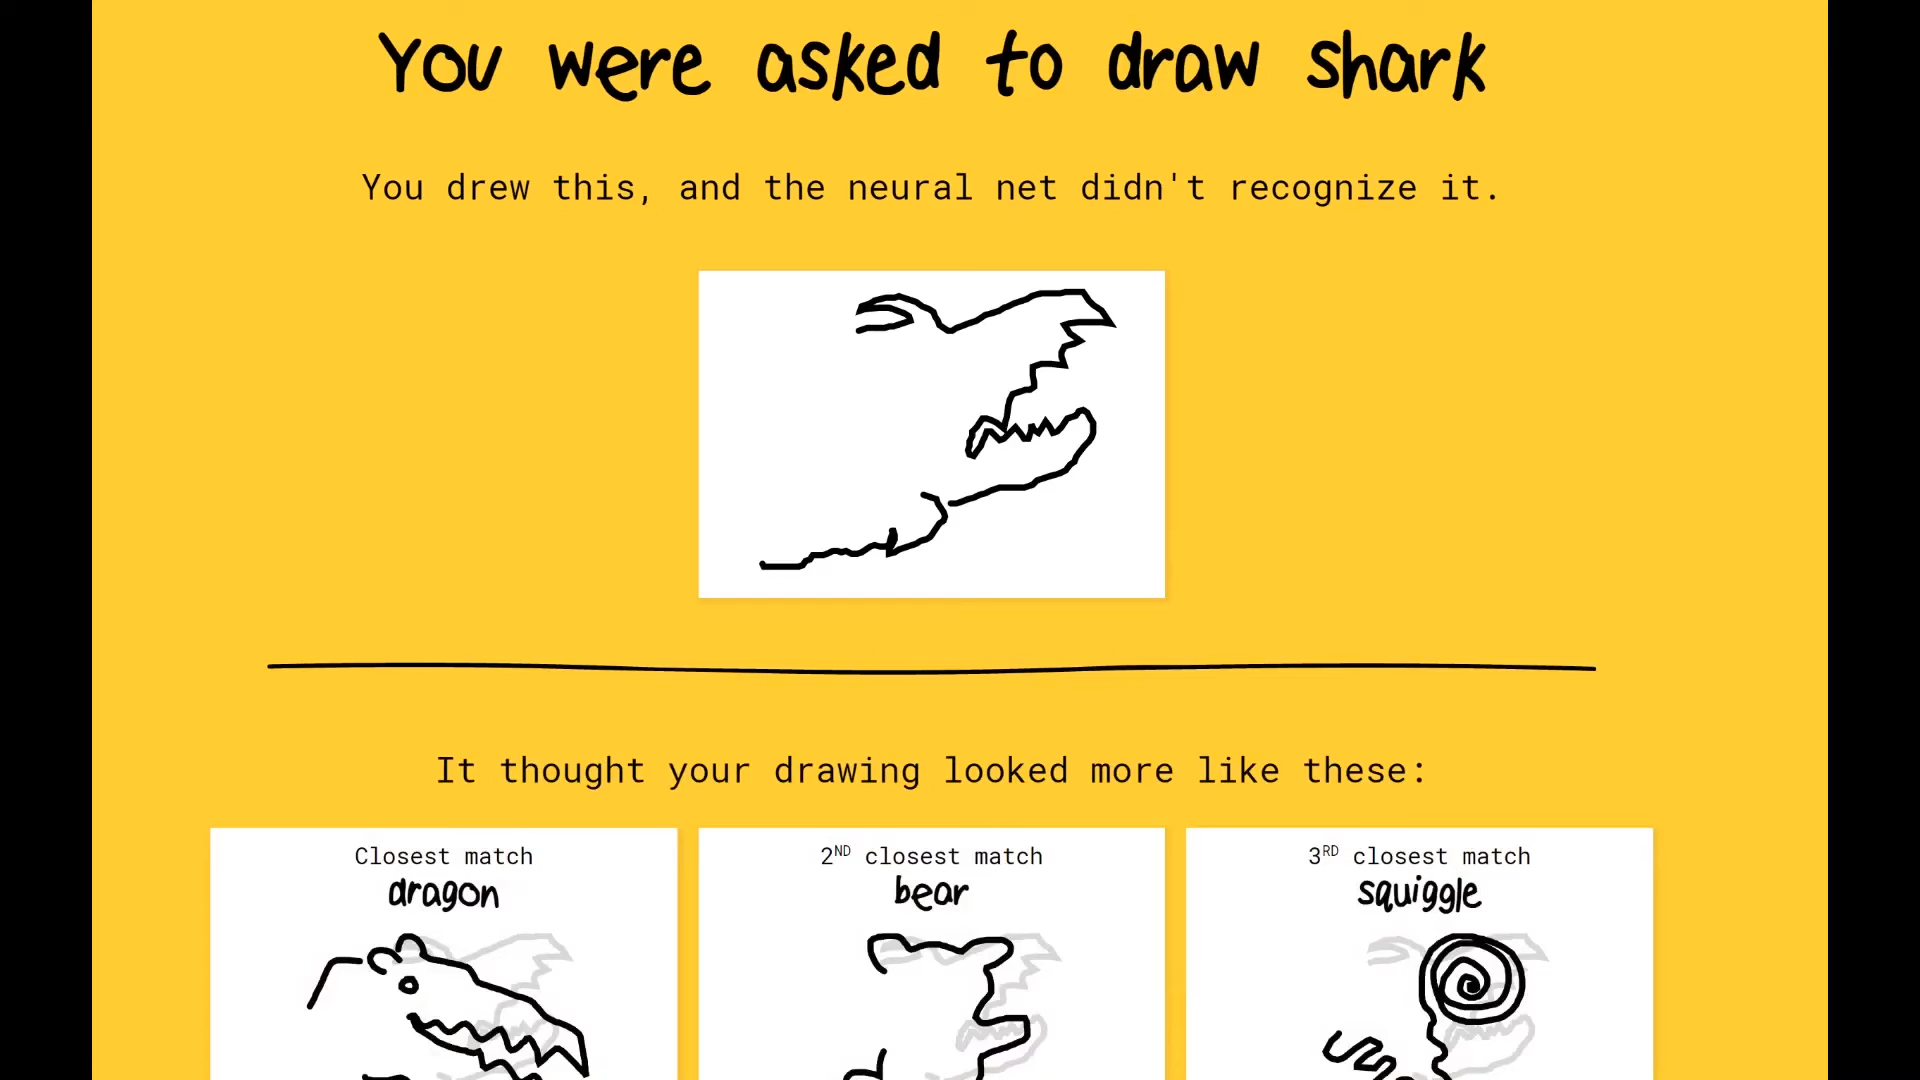 You were asked to draw shark
You drew this, and the neural net didn't recognize it.
It thought your drawing looked more like these:
Closest match
dragon
2ND closest match
bear
3RD closest match
squiggle